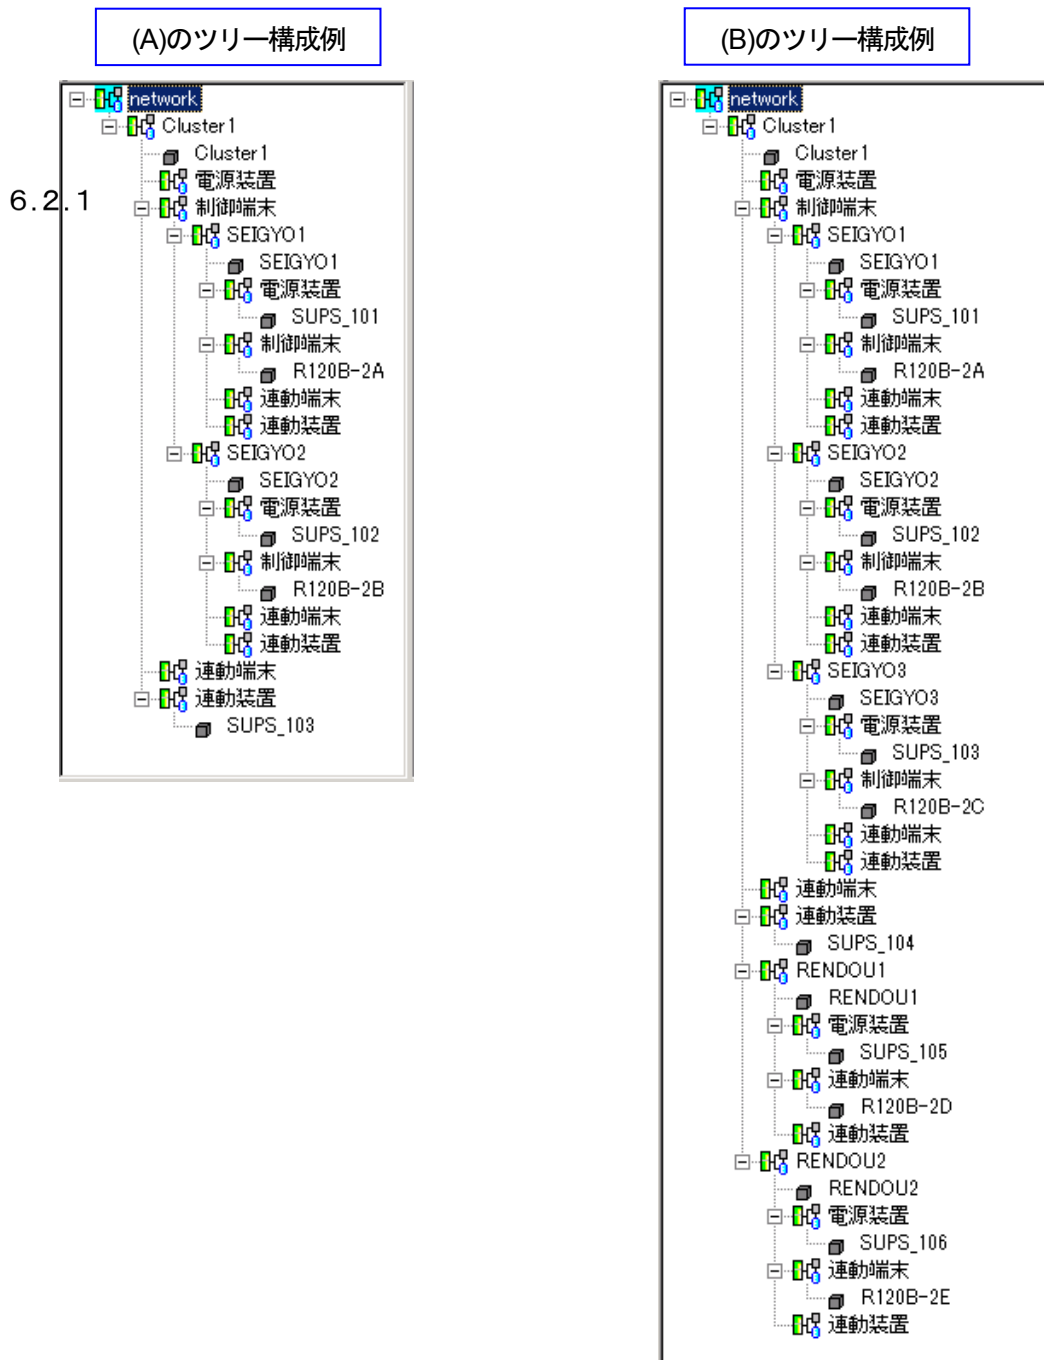 (A)のツリー構成例
network
Cluster1
Cluster1
電源装置
6.2.1
制御端末
SEIGYO1
SEIGYO1
電源装置
SUPS_101
制御端末
R120B-2A
連動端末
連動装置
SEIGYO2
SEIGYO2
電源装置
SUPS_102
制御端末
R120B-2B
連動端末
連動装置
連動端末
連動装置
SUPS_103
(B)のツリー構成例
network
Cluster1
Cluster1
電源装置
制御端末
SEIGYO1
SEIGYO1
電源装置
SUPS_101
制御端末
R120B-2A
連動端末
連動装置
SEIGYO2
SEIGYO2
電源装置
SUPS_102
制御端末
R120B-2B
連動端末
連動装置
SEIGYO3
SEIGYO3
電源装置
SUPS_103
制御端末
R120B-2C
連動端末
連動装置
連動端末
連動装置
SUPS_104
RENDOU1
RENDOU1
電源装置
SUPS_105
連動端末
R120B-2D
連動装置
RENDOU2
RENDOU2
電源装置
SUPS_106
連動端末
R120B-2E
連動装置